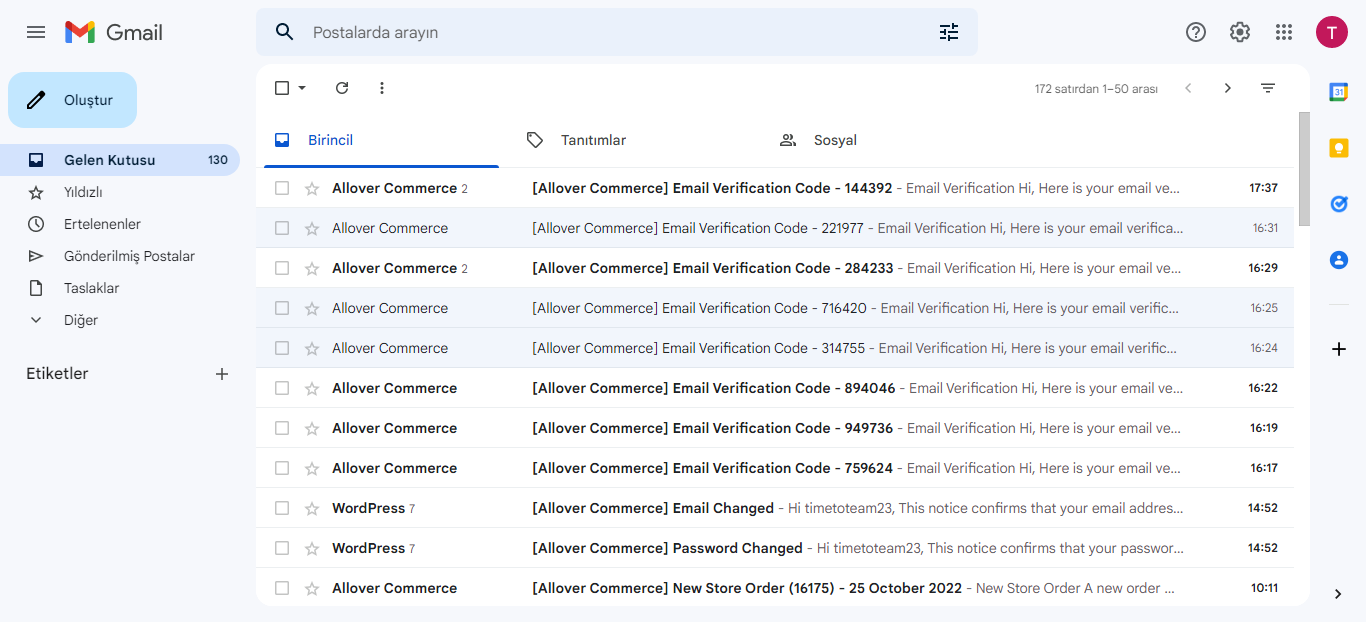 Gmail
Postalarda arayın
T
Oluştur
172 satırdan 1–50 arası
31
Birincil
Tanıtımlar
Sosyal
Gelen Kutusu 130
Yıldızlı
Ertelenenler
Gönderilmiş Postalar
Taslaklar
Diğer
Etiketler
Allover Commerce 2 [Allover Commerce] Email Verification Code - 144392 - Email Verification Hi, Here is your email ve... 17:37
Allover Commerce [Allover Commerce] Email Verification Code - 221977 - Email Verification Hi, Here is your email verifica... 16:31
Allover Commerce 2 [Allover Commerce] Email Verification Code - 284233 - Email Verification Hi, Here is your email ve... 16:29
Allover Commerce [Allover Commerce] Email Verification Code - 716420 - Email Verification Hi, Here is your email verific... 16:25
Allover Commerce [Allover Commerce] Email Verification Code - 314755 - Email Verification Hi, Here is your email verific... 16:24
Allover Commerce [Allover Commerce] Email Verification Code - 894046 - Email Verification Hi, Here is your email ve... 16:22
Allover Commerce [Allover Commerce] Email Verification Code - 949736 - Email Verification Hi, Here is your email ve... 16:19
Allover Commerce [Allover Commerce] Email Verification Code - 759624 - Email Verification Hi, Here is your email ve... 16:17
WordPress 7 [Allover Commerce] Email Changed - Hi timetoteam23, This notice confirms that your email addres... 14:52
WordPress 7 [Allover Commerce] Password Changed - Hi timetoteam23, This notice confirms that your passwor... 14:52
Allover Commerce [Allover Commerce] New Store Order (16175) - 25 October 2022 - New Store Order A new order ... 10:11